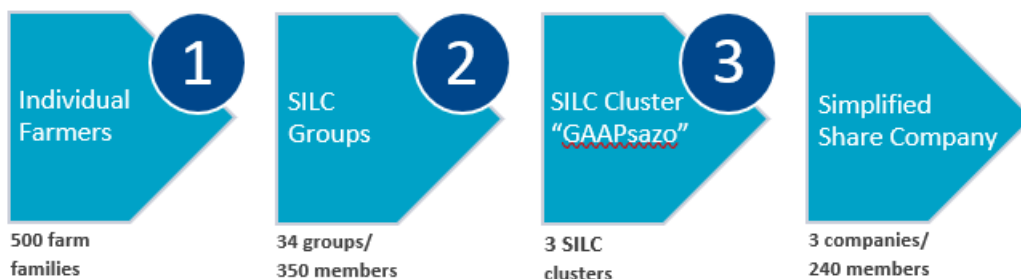 1
Individual
Farmers
500 farm
families
2
SILC
Groups
34 groups/
350 members
3
SILC Cluster
“GAAPsazo”
3 SILC
clusters
Simplified
Share Company
3 companies/
240 members